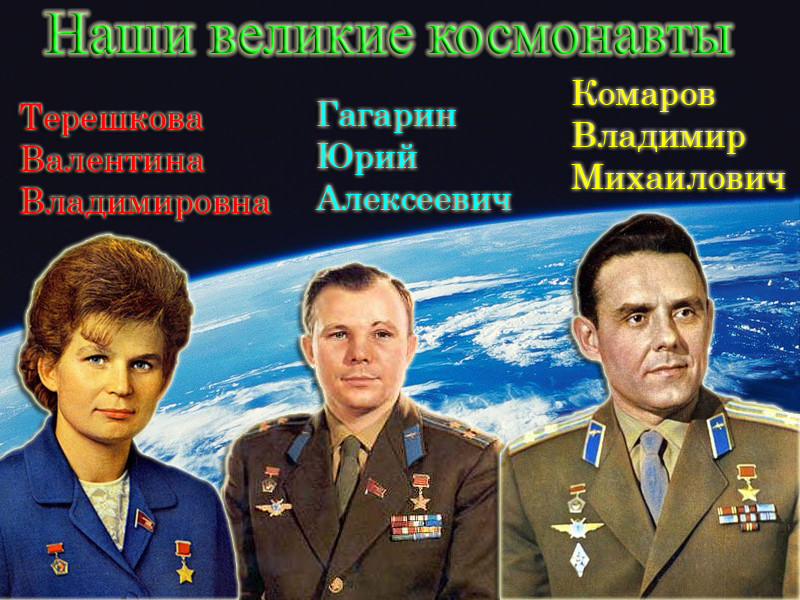 Наши великие космонавты
Терешкова
Валентина
Владимировна
Гагарин
Юрий
Алексеевич
Комаров
Владимир
Михаилович